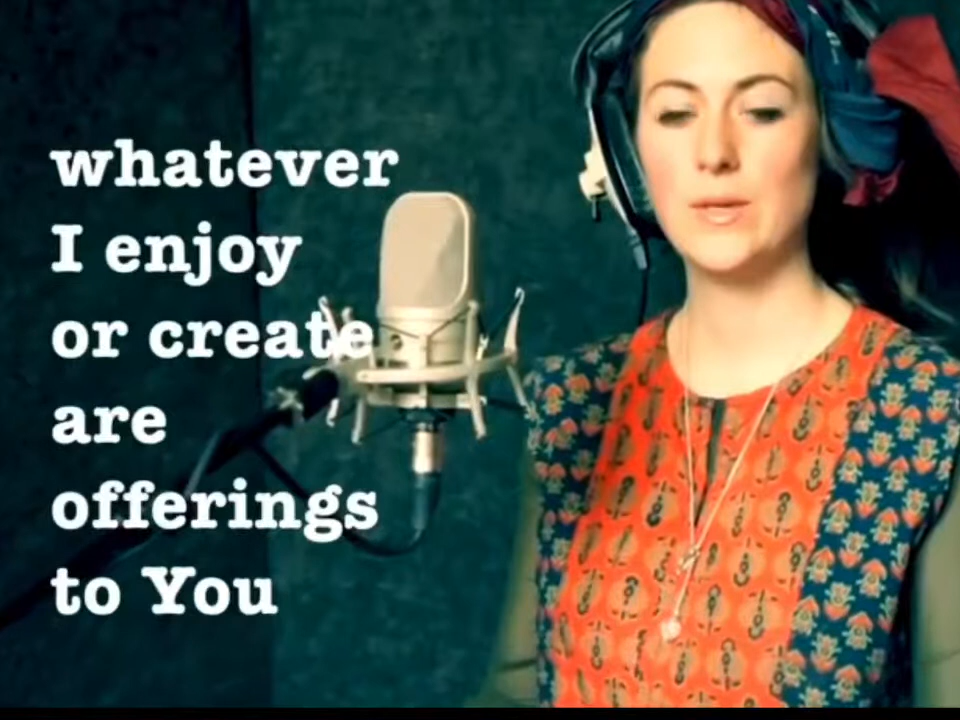 whatever
I enjoy
or create
are
offerings
to You